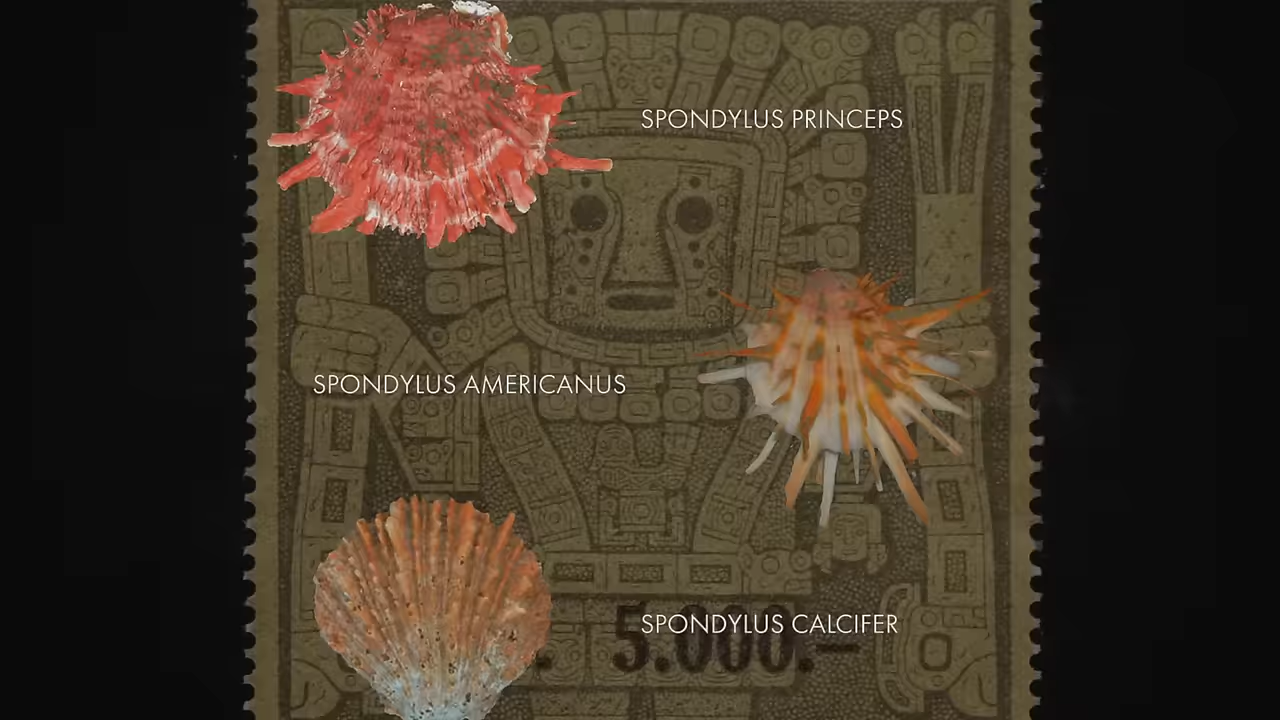 SPONDYLUS PRINCEPS
SPONDYLUS AMERICANUS
SPONDYLUS CALCIFER
5.000.-